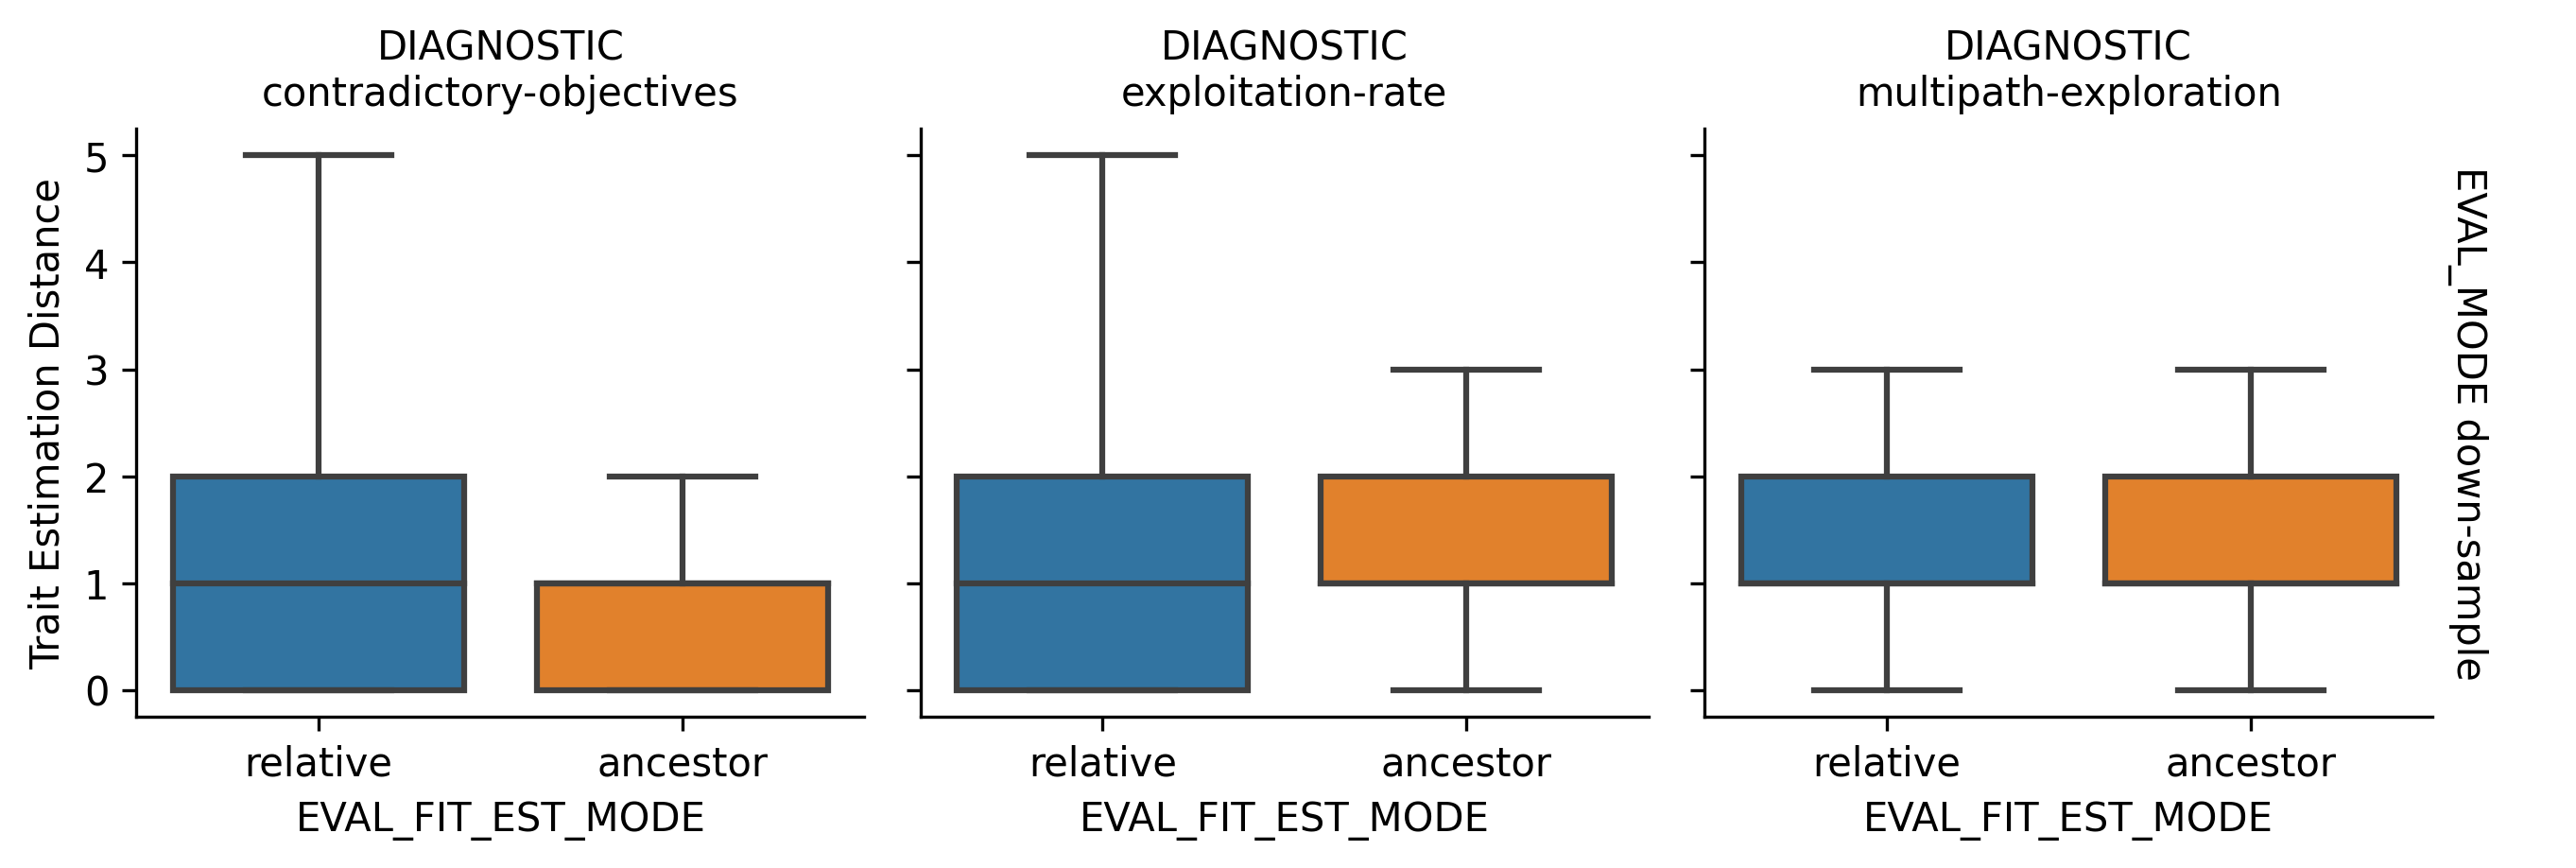 DIAGNOSTIC
contradictory-objectives
DIAGNOSTIC
exploitation-rate
DIAGNOSTIC
multipath-exploration
Trait Estimation Distance
5
4
3
2
1
0
relative
ancestor
EVAL_FIT_EST_MODE
relative
ancestor
EVAL_FIT_EST_MODE
relative
ancestor
EVAL_FIT_EST_MODE
EVAL_MODE down-sample